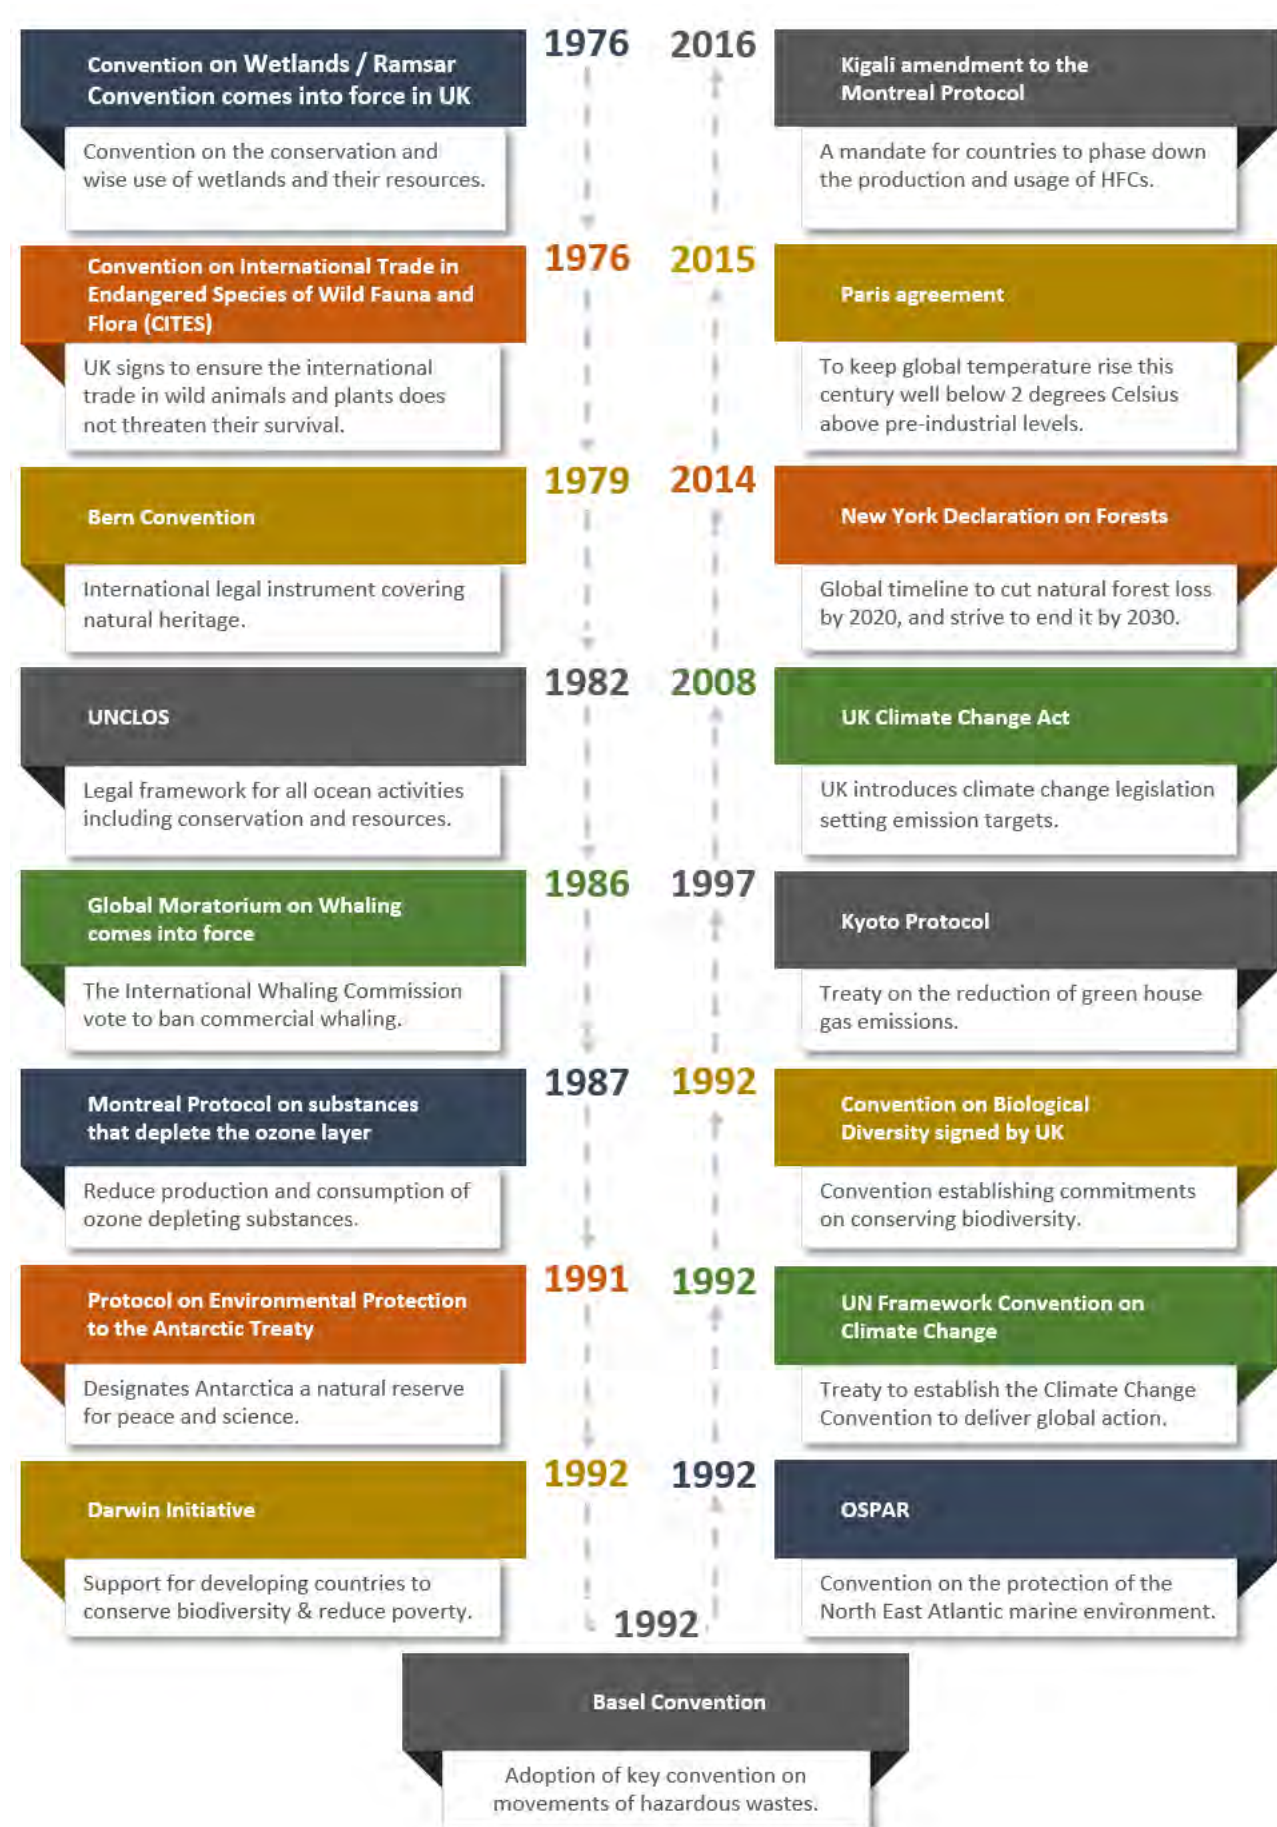 1976
Convention on Wetlands / Ramsar
Convention comes into force in UK
Convention on the conservation and
wise use of wetlands and their resources.
1976
Convention on International Trade in
Endangered Species of Wild Fauna and
Flora (CITES)
UK signs to ensure the international
trade in wild animals and plants does
not threaten their survival.
1979
Bern Convention
International legal instrument covering
natural heritage.
1982
UNCLOS
Legal framework for all ocean activities
including conservation and resources.
1986
Global Moratorium on Whaling
comes into force
The International Whaling Commission
vote to ban commercial whaling.
1987
Montreal Protocol on substances
that deplete the ozone layer
Reduce production and consumption of
ozone depleting substances.
1991
Protocol on Environmental Protection
to the Antarctic Treaty
Designates Antarctica a natural reserve
for peace and science.
1992
Darwin Initiative
Support for developing countries to
conserve biodiversity & reduce poverty.
1992
Basel Convention
Adoption of key convention on
movements of hazardous wastes.
1992
OSPAR
Convention on the protection of the
North East Atlantic marine environment.
1992
UN Framework Convention on
Climate Change
Treaty to establish the Climate Change
Convention to deliver global action.
1992
Convention on Biological
Diversity signed by UK
Convention establishing commitments
on conserving biodiversity.
1997
Kyoto Protocol
Treaty on the reduction of green house
gas emissions.
2008
UK Climate Change Act
UK introduces climate change legislation
setting emission targets.
2014
New York Declaration on Forests
Global timeline to cut natural forest loss
by 2020, and strive to end it by 2030.
2015
Paris agreement
To keep global temperature rise this
century well below 2 degrees Celsius
above pre-industrial levels.
2016
Kigali amendment to the
Montreal Protocol
A mandate for countries to phase down
the production and usage of HFCs.